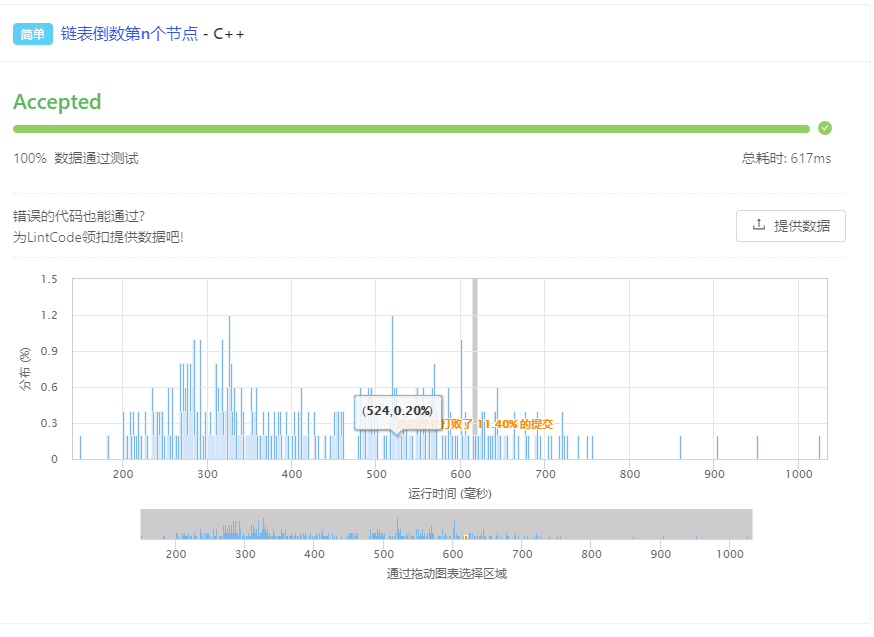 简单 链表倒数第n个节点 - C++
Accepted
100% 数据通过测试 总耗时: 617ms
错误的代码也能通过?
为LintCode领扣提供数据吧!
提供数据
1.5
1.2
0.9
0.6
0.3
0
分布 (%)
(524,0.20%)
打败了 11.40% 的提交
200 300 400 500 600 700 800 900 1000
运行时间 (毫秒)
200 300 400 500 600 700 800 900 1000
通过拖动图表选择区域